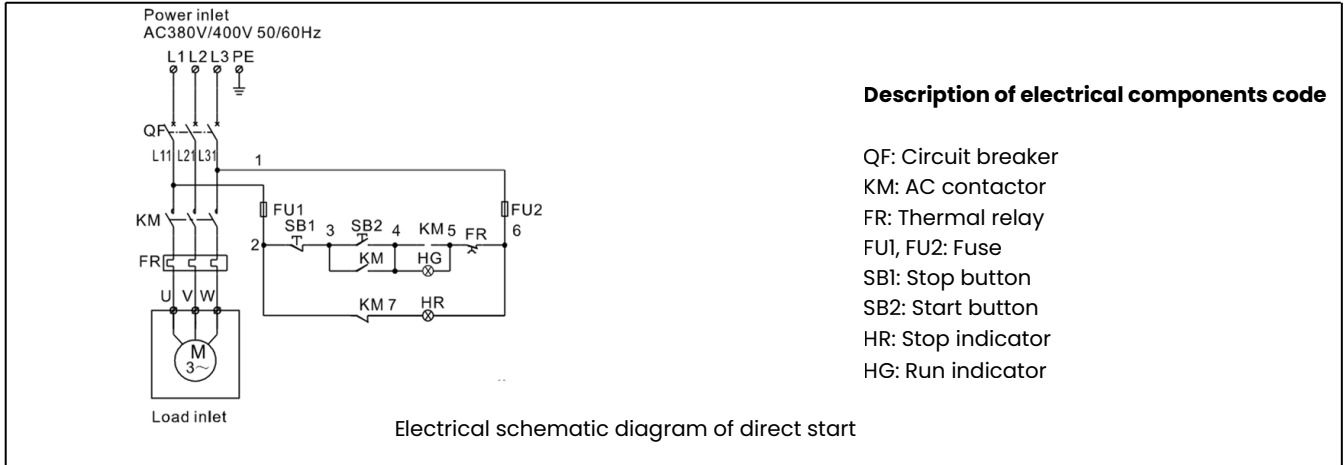 Power inlet
AC380V/400V 50/60Hz
L1 L2 L3 PE
QF
L11 L21 L31
1
FU1
FU2
KM
SB1
3
SB2
4
KM
5
FR
6
2
KM
HG
FR
U V W
KM 7
HR
M
3~
Load inlet
Electrical schematic diagram of direct start
Description of electrical components code
QF: Circuit breaker
KM: AC contactor
FR: Thermal relay
FU1, FU2: Fuse
SB1: Stop button
SB2: Start button
HR: Stop indicator
HG: Run indicator